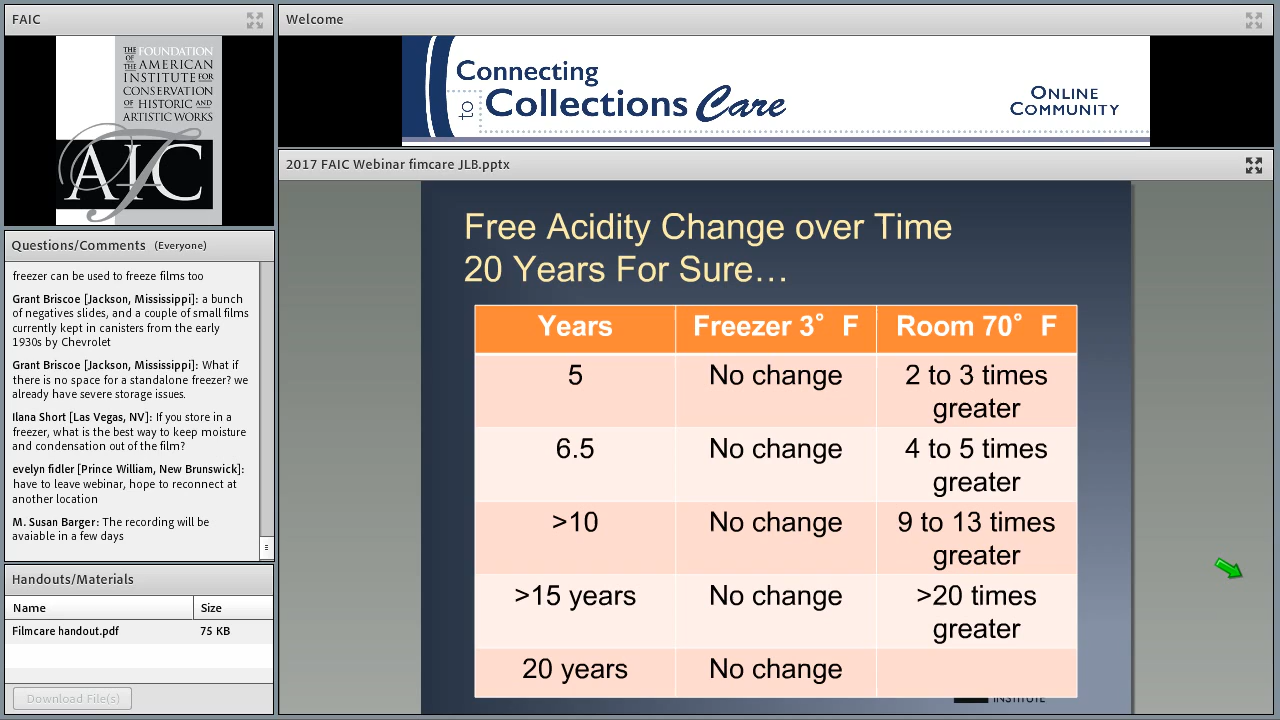 FAIC
THE FOUNDATION
OF THE AMERICAN
INSTITUTE FOR
CONSERVATION
OF HISTORIC AND
ARTISTIC WORKS
AIC
Questions/Comments (Everyone)
freezer can be used to freeze films too
Grant Briscoe [Jackson, Mississippi]: a bunch
of negatives slides, and a couple of small films
currently kept in canisters from the early
1930s by Chevrolet
Grant Briscoe [Jackson, Mississippi]: What if
there is no space for a standalone freezer? we
already have severe storage issues.
Ilana Short [Las Vegas, NV]: If you store in a
freezer, what is the best way to keep moisture
and condensation out of the film?
evelyn fidler [Prince William, New Brunswick]:
have to leave webinar, hope to reconnect at
another location
M. Susan Barger: The recording will be
avaiable in a few days
Handouts/Materials
Name Size
Filmcare handout.pdf 75 KB
Download File(s)
Welcome
Connecting
to Collections Care
ONLINE
COMMUNITY
2017 FAIC Webinar fimcare JLB.pptx
Free Acidity Change over Time
20 Years For Sure…
Years Freezer 3° F Room 70° F
5 No change 2 to 3 times
greater
6.5 No change 4 to 5 times
greater
>10 No change 9 to 13 times
greater
>15 years No change >20 times
greater
20 years No change
INSTITUTE